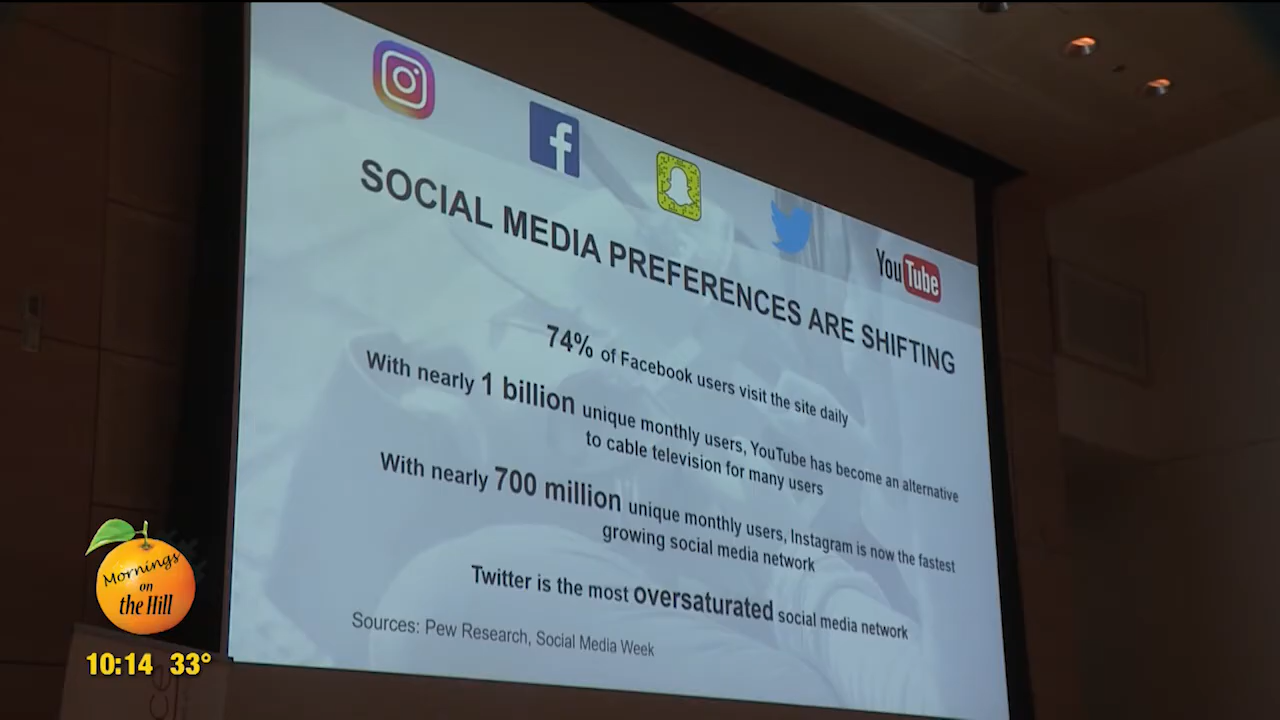 You Tube
SOCIAL MEDIA PREFERENCES ARE SHIFTING
74% of Facebook users visit the site daily
With nearly 1 billion unique monthly users, YouTube has become an alternative
to cable television for many users
With nearly 700 million unique monthly users, Instagram is now the fastest
growing social media network
Twitter is the most oversaturated social media network
Sources: Pew Research, Social Media Week
Mornings
on
the Hill
10:14 33°